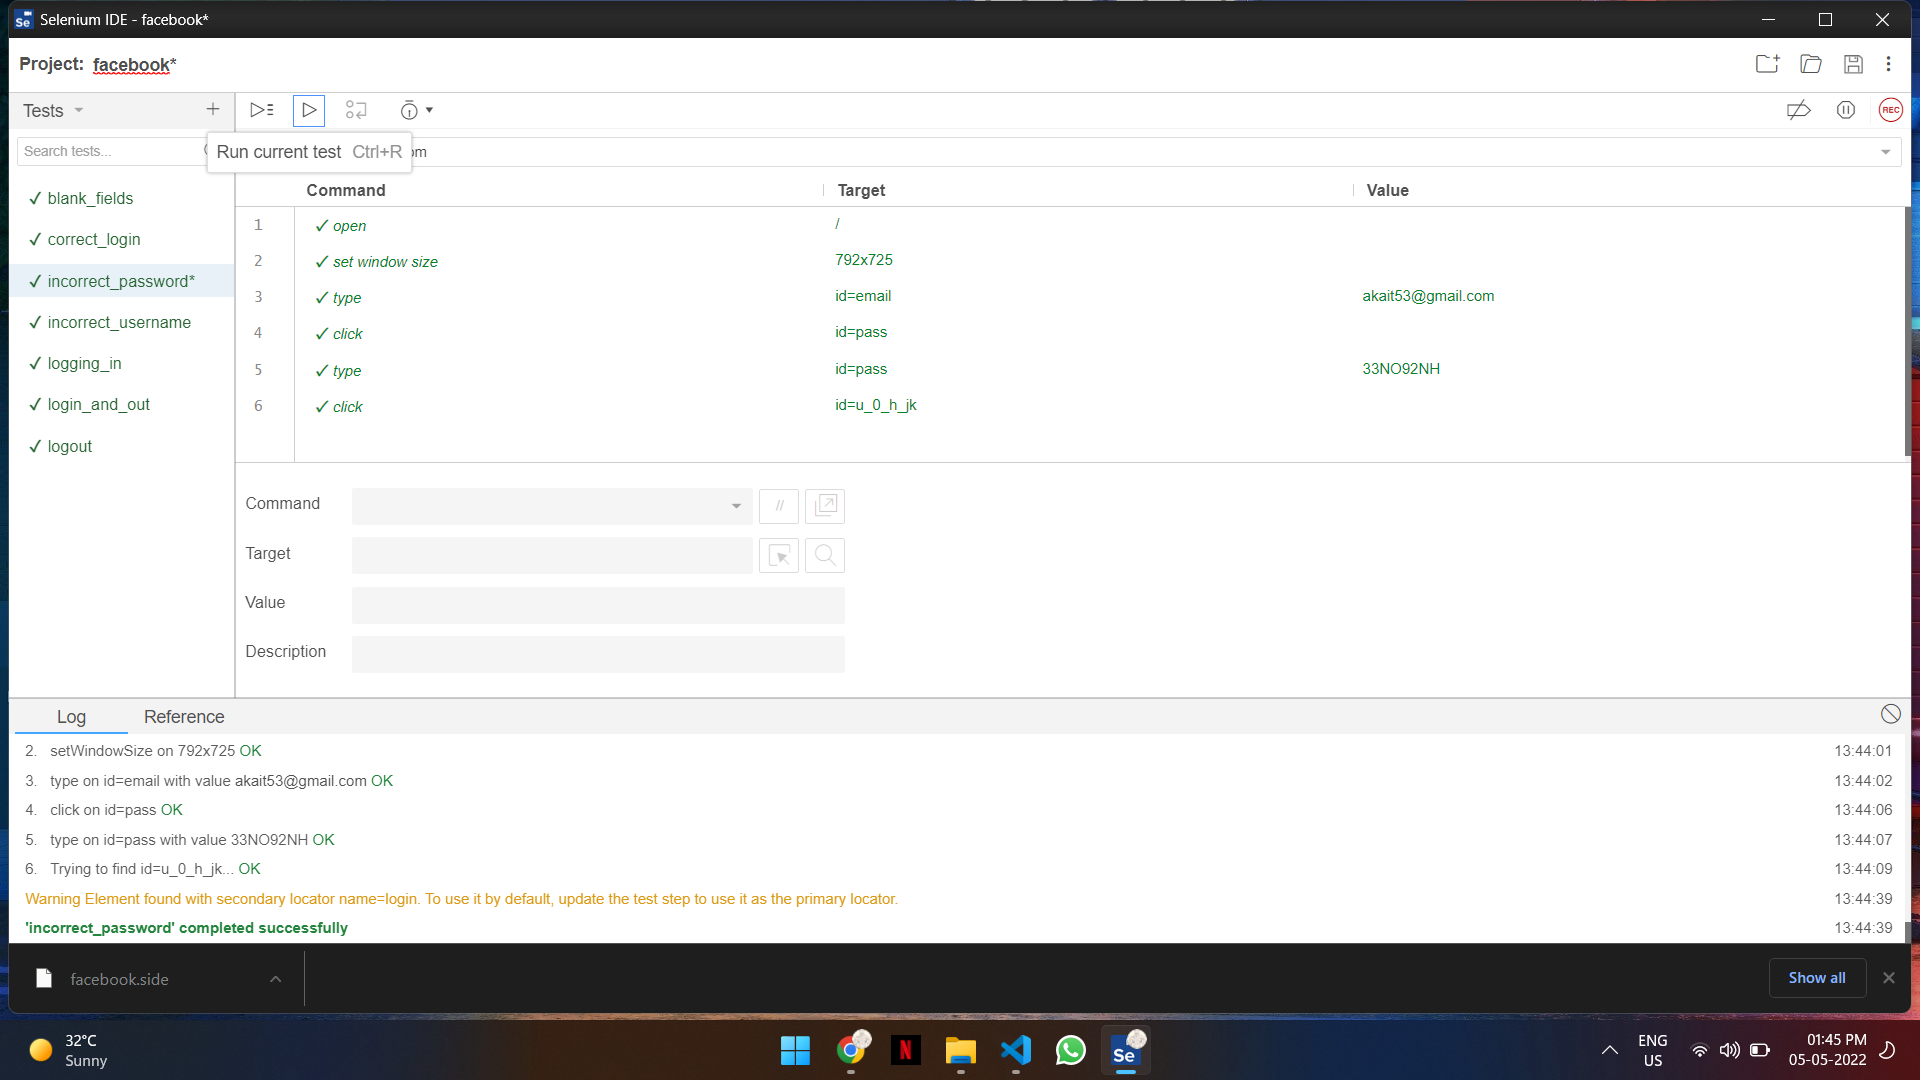 Selenium IDE - facebook*
Project: facebook*
Tests
Search tests...
Run current test Ctrl+R
om
blank_fields
correct_login
incorrect_password*
incorrect_username
logging_in
login_and_out
logout
REC
Command Target Value
1 open /
2 set window size 792x725
3 type id=email akait53@gmail.com
4 click id=pass
5 type id=pass 33NO92NH
6 click id=u_0_h_jk
Command
//
Target
Value
Description
Log Reference
2. setWindowSize on 792x725 OK 13:44:01
3. type on id=email with value akait53@gmail.com OK 13:44:02
4. click on id=pass OK 13:44:06
5. type on id=pass with value 33NO92NH OK 13:44:07
6. Trying to find id=u_0_h_jk... OK 13:44:09
Warning Element found with secondary locator name=login. To use it by default, update the test step to use it as the primary locator. 13:44:39
'incorrect_password' completed successfully 13:44:39
facebook.side
Show all
32°C
Sunny
N
Se
ENG
US
01:45 PM
05-05-2022